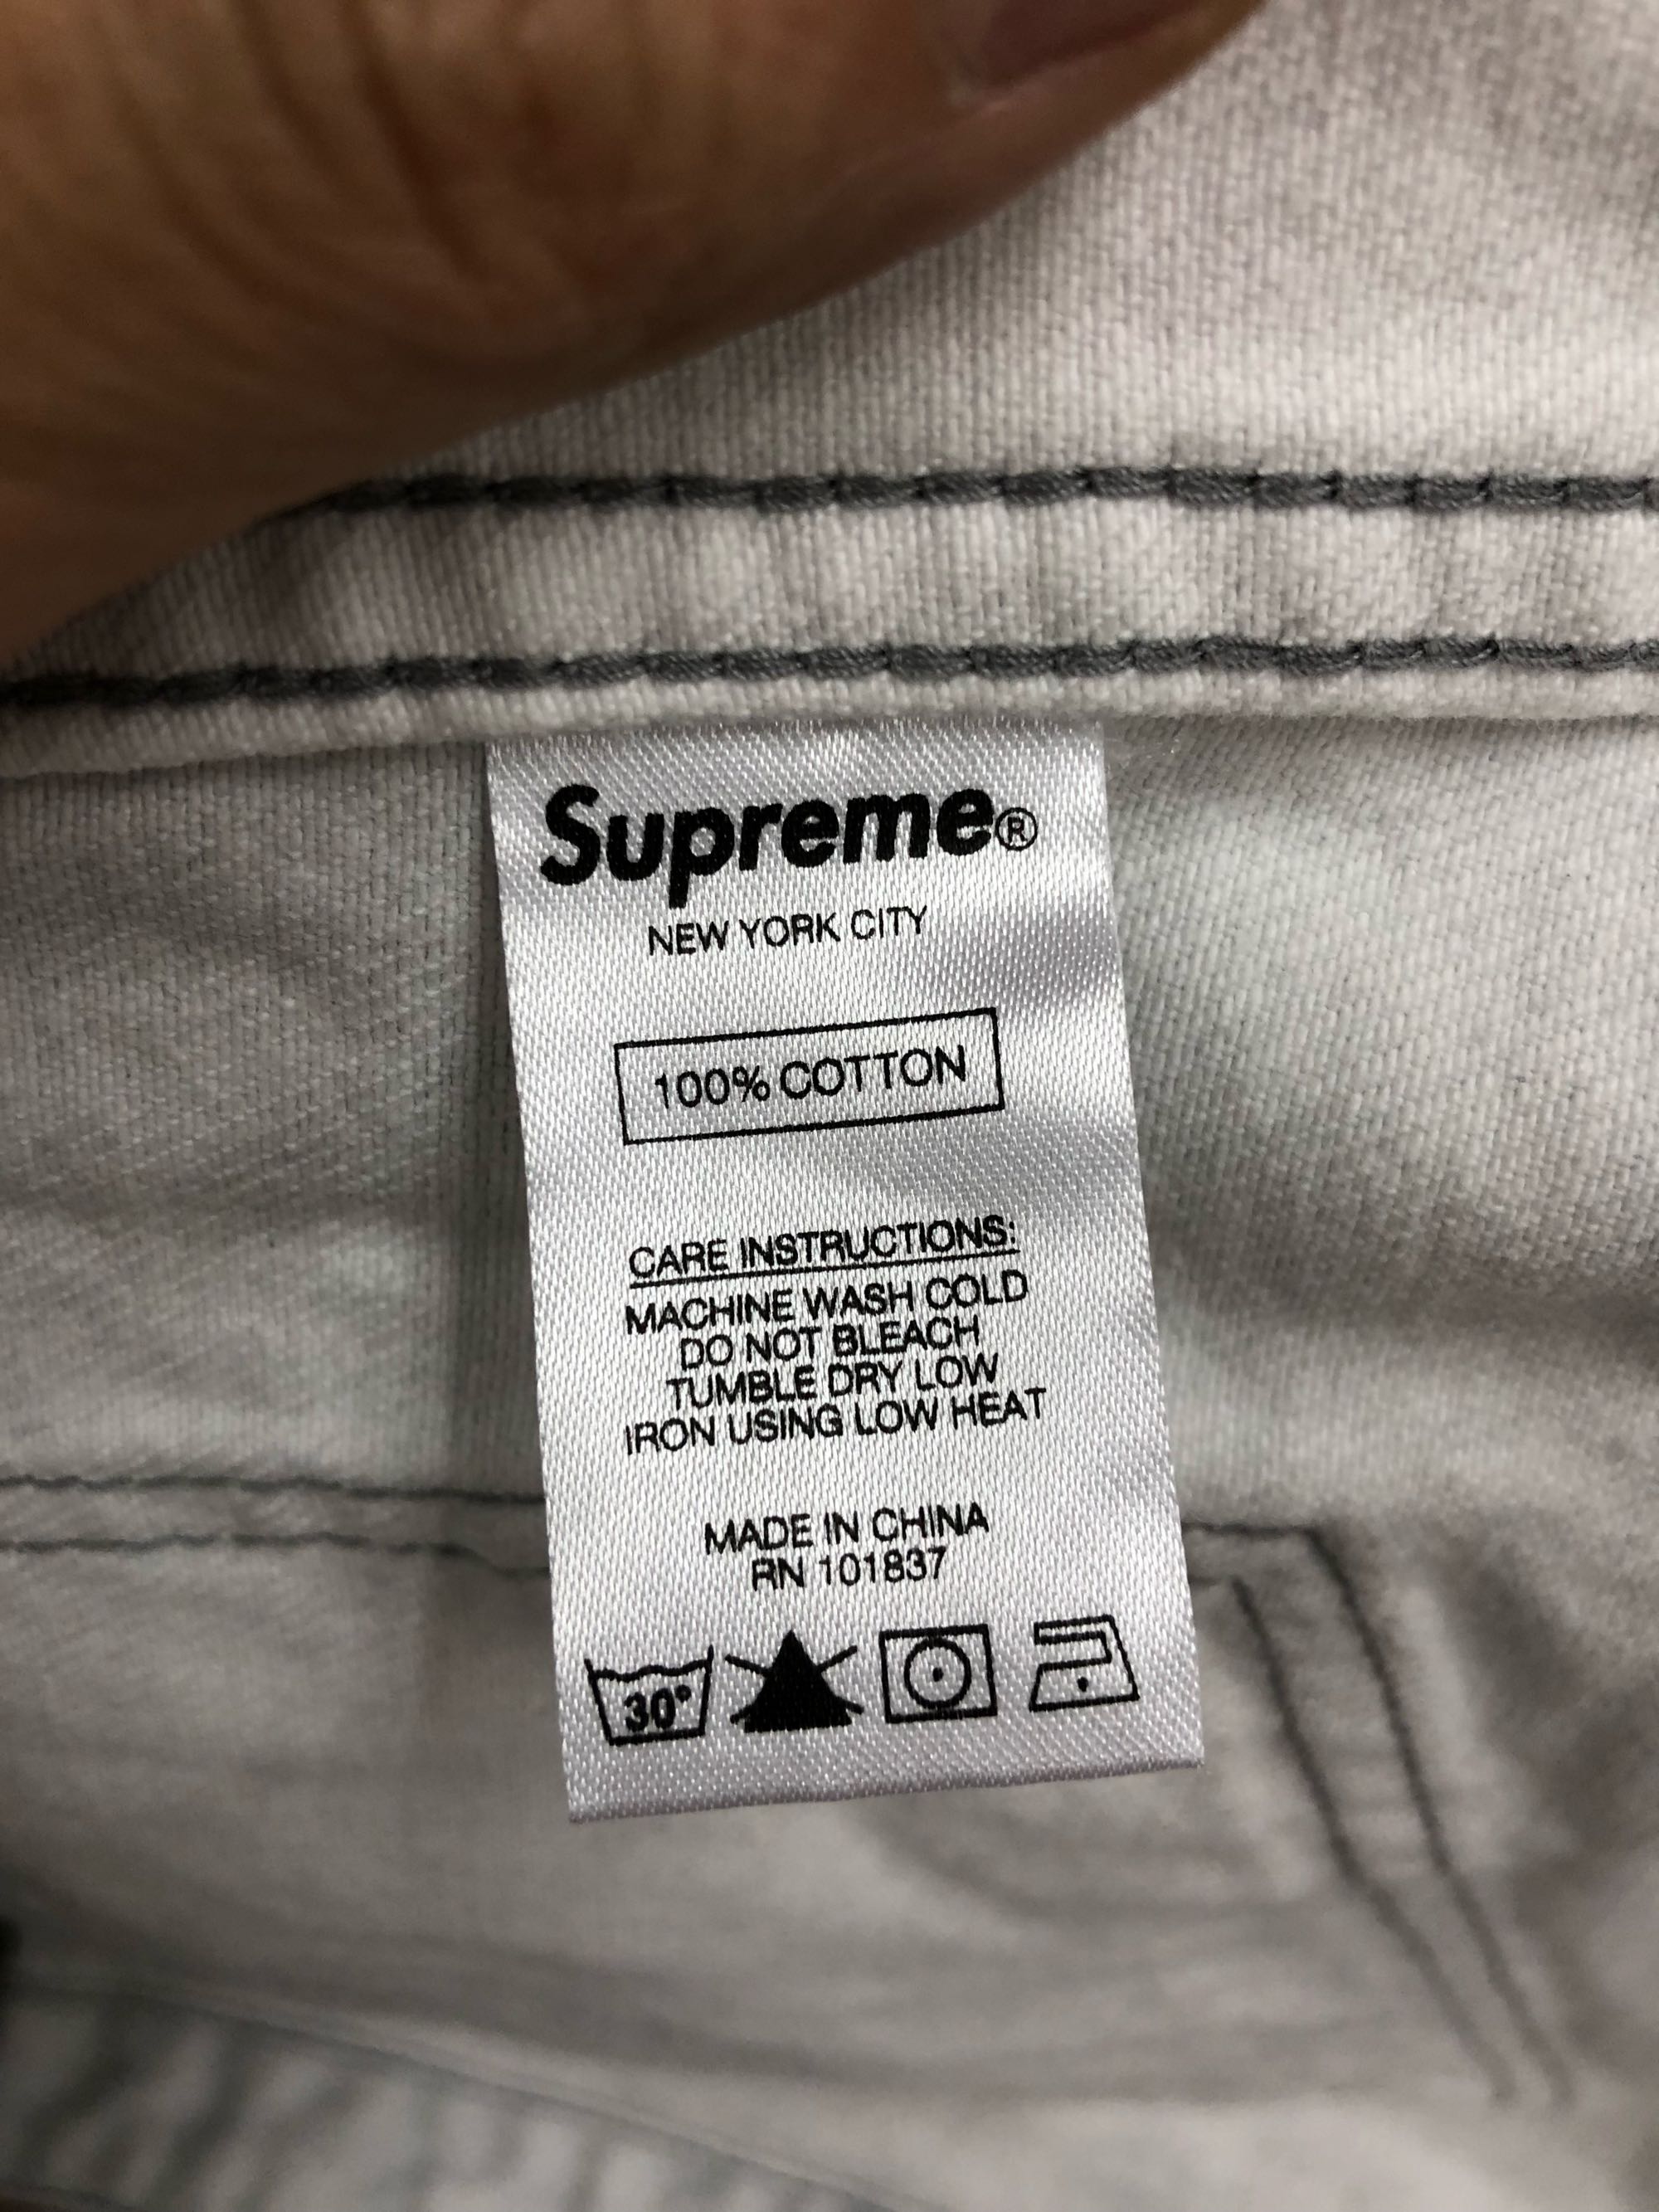 Supreme®
NEW YORK CITY
100% COTTON
CARE INSTRUCTIONS:
MACHINE WASH COLD
DO NOT BLEACH
TUMBLE DRY LOW
IRON USING LOW HEAT
MADE IN CHINA
RN 101837
30°